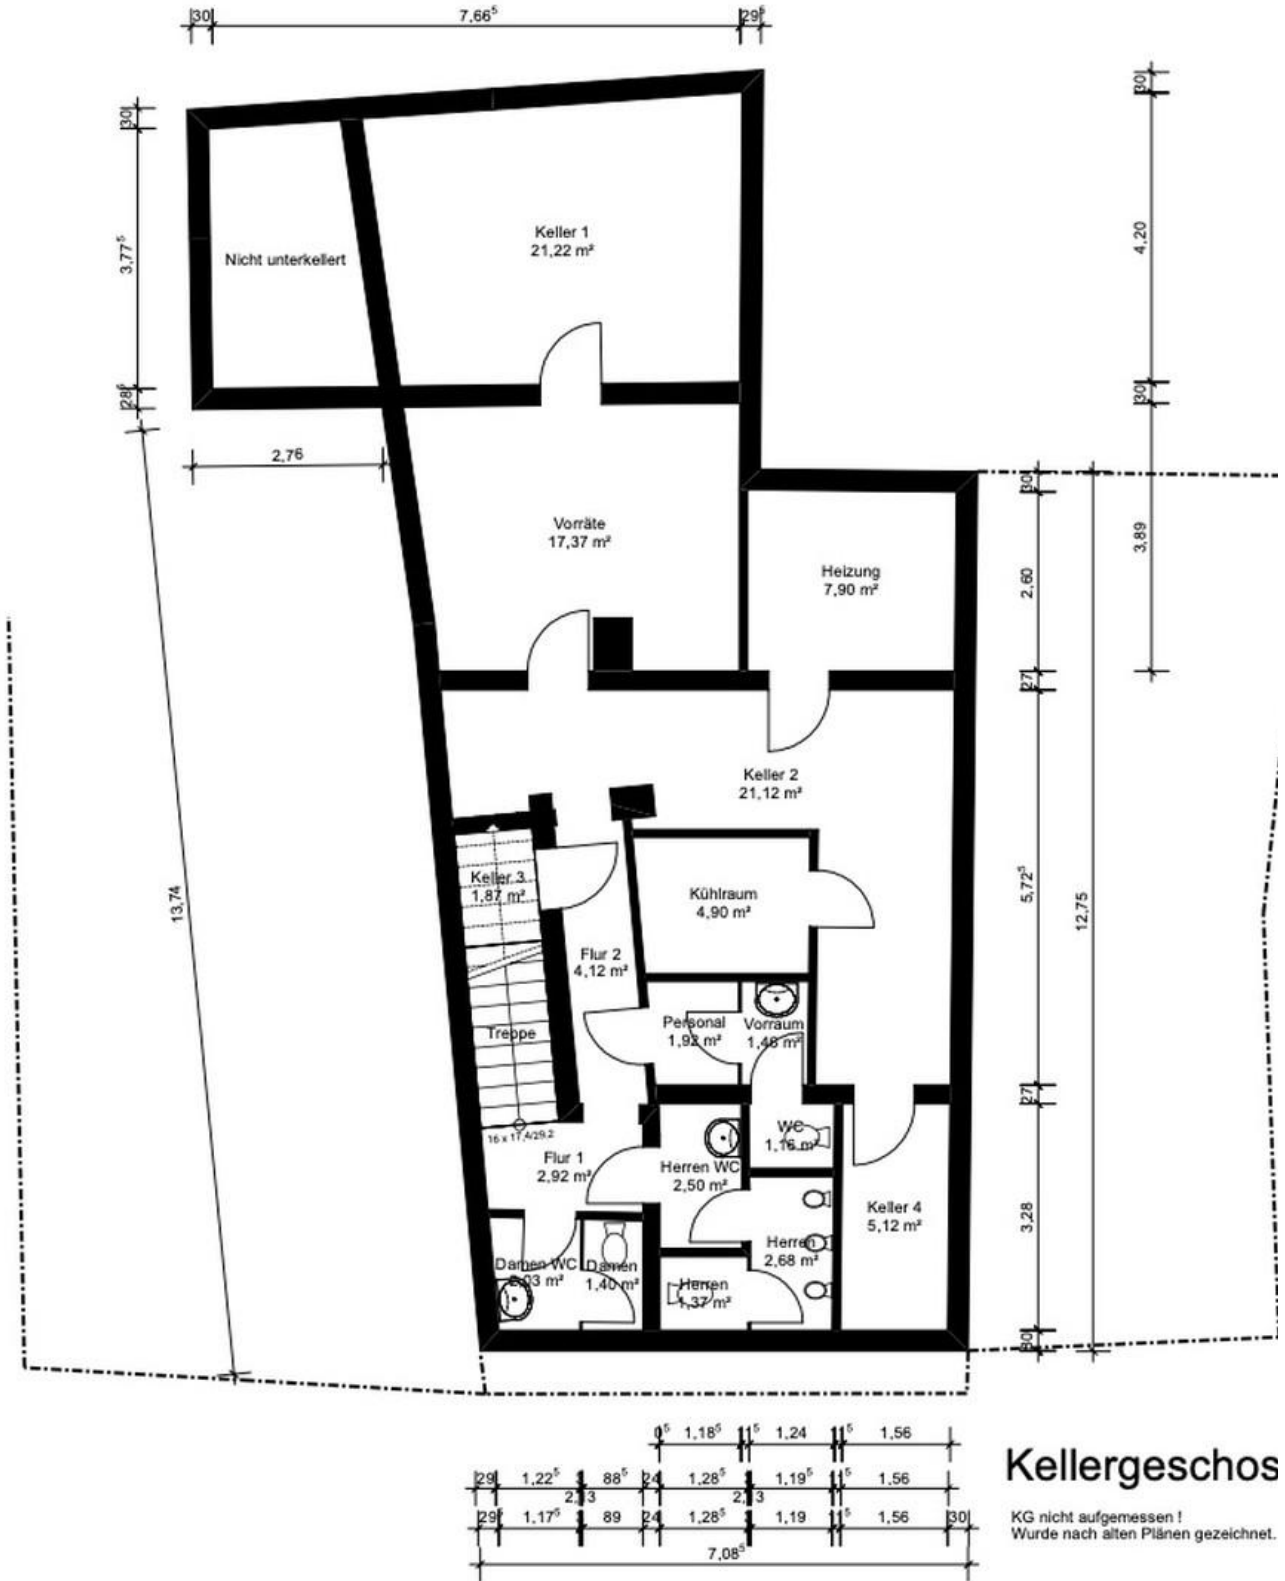 30
7,66⁵
29⁵
30
3,77⁵
28⁵
30
4,20
30
3,89
Keller 1
21,22 m²
Nicht unterkellert
2,76
Vorräte
17,37 m²
Heizung
7,90 m²
30
2,60
27
5,72⁵
27
3,28
30
12,75
13,74
Keller 2
21,12 m²
Keller 3
1,87 m²
Kühlraum
4,90 m²
Flur 2
4,12 m²
Treppe
Personal
1,92 m²
Vorraum
1,48 m²
16 x 17,4/29,2
Flur 1
2,92 m²
Herren WC
2,50 m²
WC
1,16 m²
Keller 4
5,12 m²
Herren
2,68 m²
Damen WC
2,03 m²
Damen
1,40 m²
Herren
1,37 m²
1,18⁵ 1,24 1,56
29 1,22⁵ 88⁵ 24 1,28⁵ 1,19⁵ 1,56
29⁵ 1,17⁵ 89 24 1,28⁵ 1,19 1,56 30
7,08⁵
Kellergeschos
KG nicht aufgemessen !
Wurde nach alten Plänen gezeichnet.